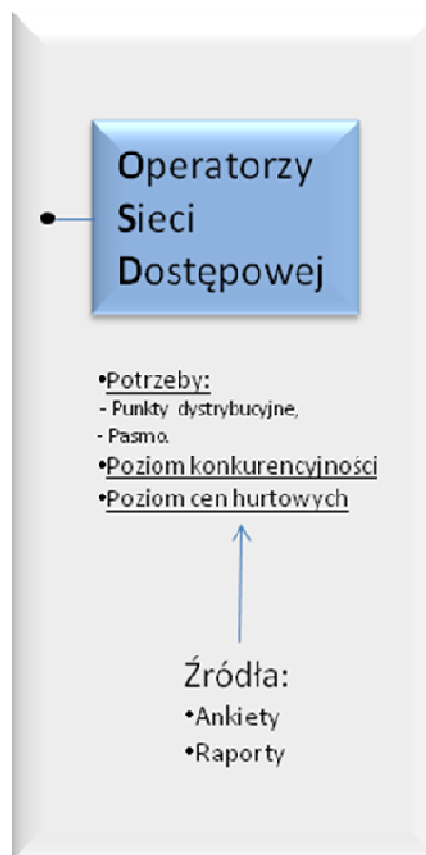 Operatorzy
Sieci
Dostępowej
•Potrzeby:
- Punkty dystrybucyjne,
- Pasmo.
•Poziom konkurencyjności
•Poziom cen hurtowych
Źródła:
•Ankiety
•Raporty